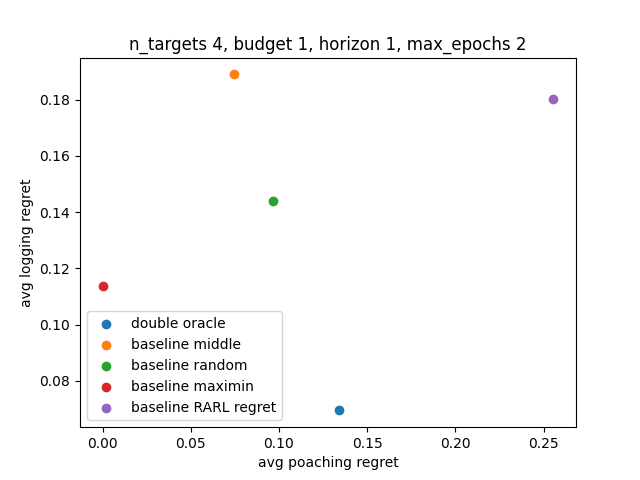 n_targets 4, budget 1, horizon 1, max_epochs 2
avg logging regret
0.18
0.16
0.14
0.12
0.10
0.08
double oracle
baseline middle
baseline random
baseline maximin
baseline RARL regret
0.00 0.05 0.10 0.15 0.20 0.25
avg poaching regret